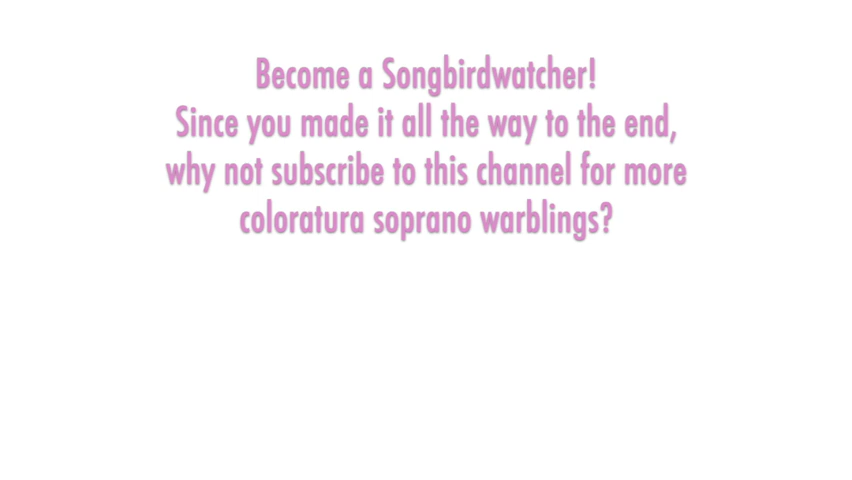 Become a Songbirdwatcher!
Since you made it all the way to the end,
why not subscribe to this channel for more
coloratura soprano warblings?